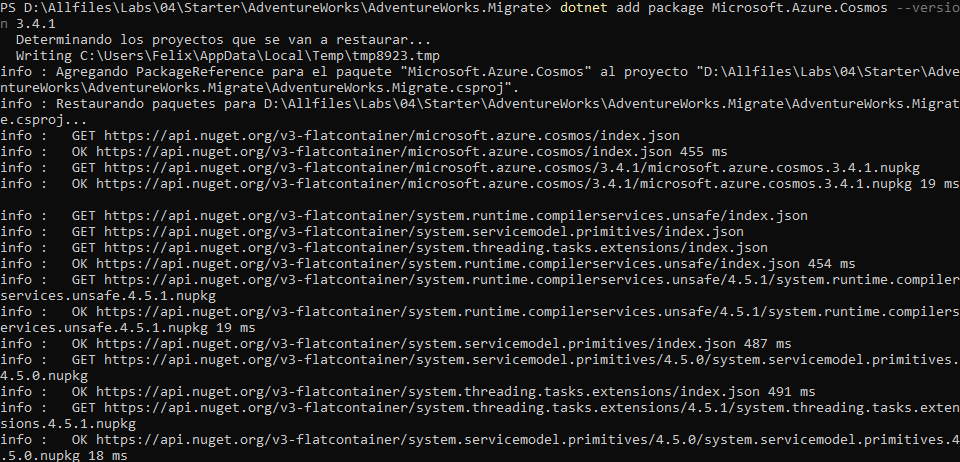 PS D:\Allfiles\Labs\04\Starter\AdventureWorks\AdventureWorks.Migrate> dotnet add package Microsoft.Azure.Cosmos --versio
n 3.4.1
  Determinando los proyectos que se van a restaurar...
  Writing C:\Users\Felix\AppData\Local\Temp\tmp8923.tmp
info : Agregando PackageReference para el paquete "Microsoft.Azure.Cosmos" al proyecto "D:\Allfiles\Labs\04\Starter\Adve
ntureWorks\AdventureWorks.Migrate\AdventureWorks.Migrate.csproj".
info : Restaurando paquetes para D:\Allfiles\Labs\04\Starter\AdventureWorks\AdventureWorks.Migrate\AdventureWorks.Migrat
e.csproj...
info :   GET https://api.nuget.org/v3-flatcontainer/microsoft.azure.cosmos/index.json
info :   OK https://api.nuget.org/v3-flatcontainer/microsoft.azure.cosmos/index.json 455 ms
info :   GET https://api.nuget.org/v3-flatcontainer/microsoft.azure.cosmos/3.4.1/microsoft.azure.cosmos.3.4.1.nupkg
info :   OK https://api.nuget.org/v3-flatcontainer/microsoft.azure.cosmos/3.4.1/microsoft.azure.cosmos.3.4.1.nupkg 19 ms
info :   GET https://api.nuget.org/v3-flatcontainer/system.runtime.compilerservices.unsafe/index.json
info :   GET https://api.nuget.org/v3-flatcontainer/system.servicemodel.primitives/index.json
info :   GET https://api.nuget.org/v3-flatcontainer/system.threading.tasks.extensions/index.json
info :   OK https://api.nuget.org/v3-flatcontainer/system.runtime.compilerservices.unsafe/index.json 454 ms
info :   GET https://api.nuget.org/v3-flatcontainer/system.runtime.compilerservices.unsafe/4.5.1/system.runtime.compiler
services.unsafe.4.5.1.nupkg
info :   OK https://api.nuget.org/v3-flatcontainer/system.runtime.compilerservices.unsafe/4.5.1/system.runtime.compilers
ervices.unsafe.4.5.1.nupkg 19 ms
info :   OK https://api.nuget.org/v3-flatcontainer/system.servicemodel.primitives/index.json 487 ms
info :   GET https://api.nuget.org/v3-flatcontainer/system.servicemodel.primitives/4.5.0/system.servicemodel.primitives.
4.5.0.nupkg
info :   OK https://api.nuget.org/v3-flatcontainer/system.threading.tasks.extensions/index.json 491 ms
info :   GET https://api.nuget.org/v3-flatcontainer/system.threading.tasks.extensions/4.5.1/system.threading.tasks.exten
sions.4.5.1.nupkg
info :   OK https://api.nuget.org/v3-flatcontainer/system.servicemodel.primitives/4.5.0/system.servicemodel.primitives.4
.5.0.nupkg 18 ms